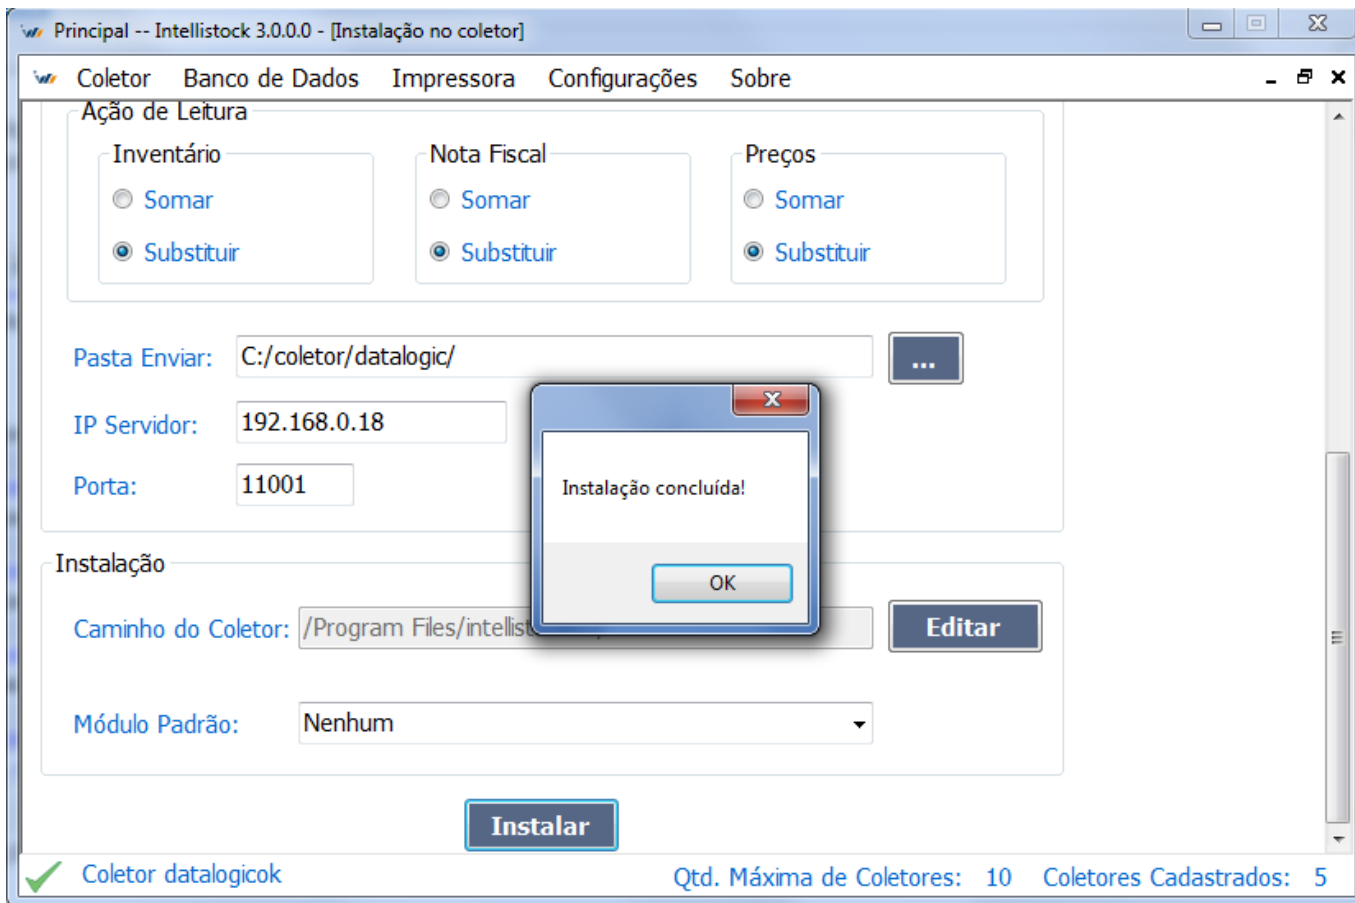 Principal -- Intellistock 3.0.0.0 - [Instalação no coletor]
Coletor Banco de Dados Impressora Configurações Sobre
Ação de Leitura
Inventário Nota Fiscal Preços
Somar Somar Somar
Substituir Substituir Substituir
Pasta Enviar: C:/coletor/datalogic/ ...
IP Servidor: 192.168.0.18
Porta: 11001
Instalação concluída!
OK
Instalação
Caminho do Coletor: /Program Files/ Editar
Módulo Padrão: Nenhum
Instalar
Coletor datalogicok Qtd. Máxima de Coletores: 10 Coletores Cadastrados: 5